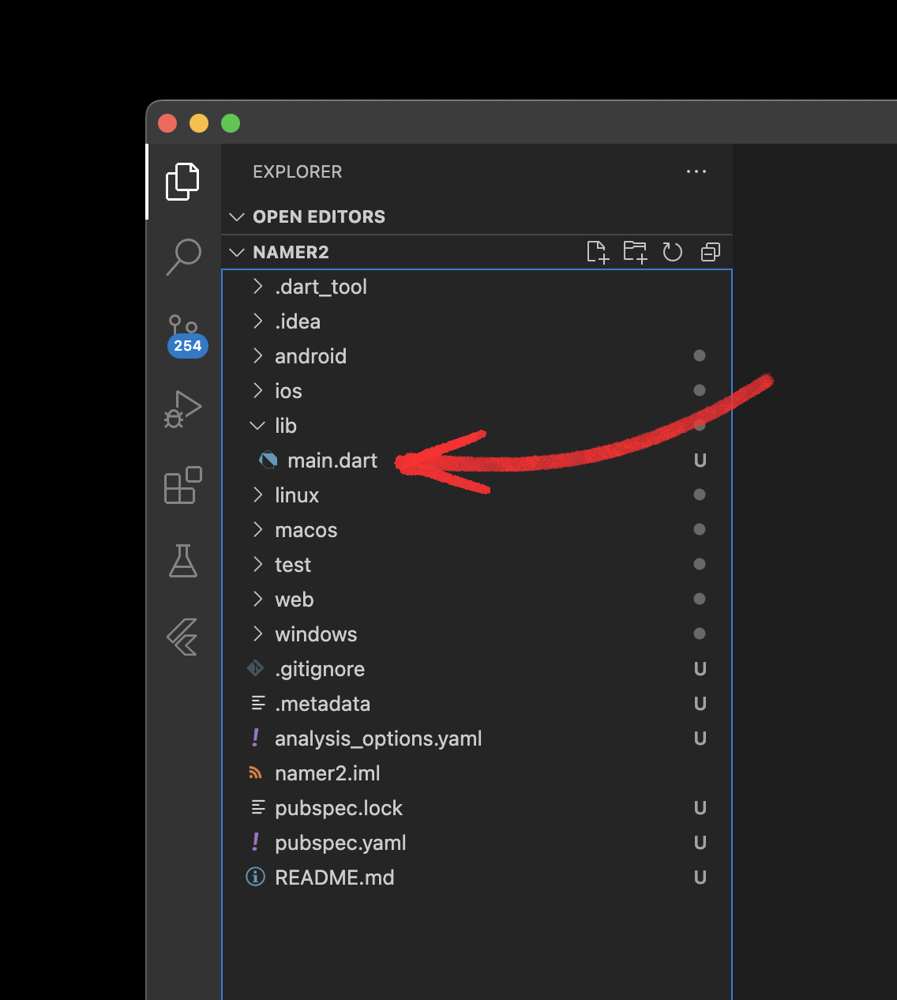 EXPLORER
OPEN EDITORS
NAMER2
.dart_tool
.idea
254
android
ios
lib
main.dart U
linux
macos
test
web
windows
.gitignore U
.metadata U
analysis_options.yaml U
namer2.iml
pubspec.lock U
pubspec.yaml U
README.md U